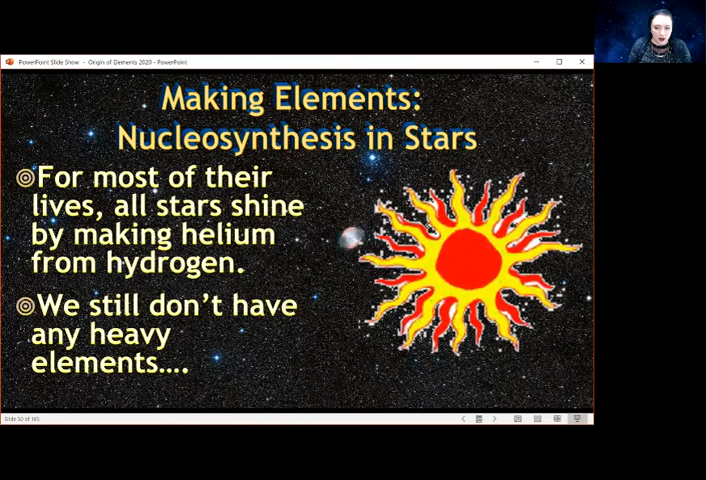 PowerPoint Slide Show - Origin of Elements 2020 - PowerPoint
Making Elements:
Nucleosynthesis in Stars
For most of their
lives, all stars shine
by making helium
from hydrogen.
We still don't have
any heavy
elements....
Slide 50 of 165